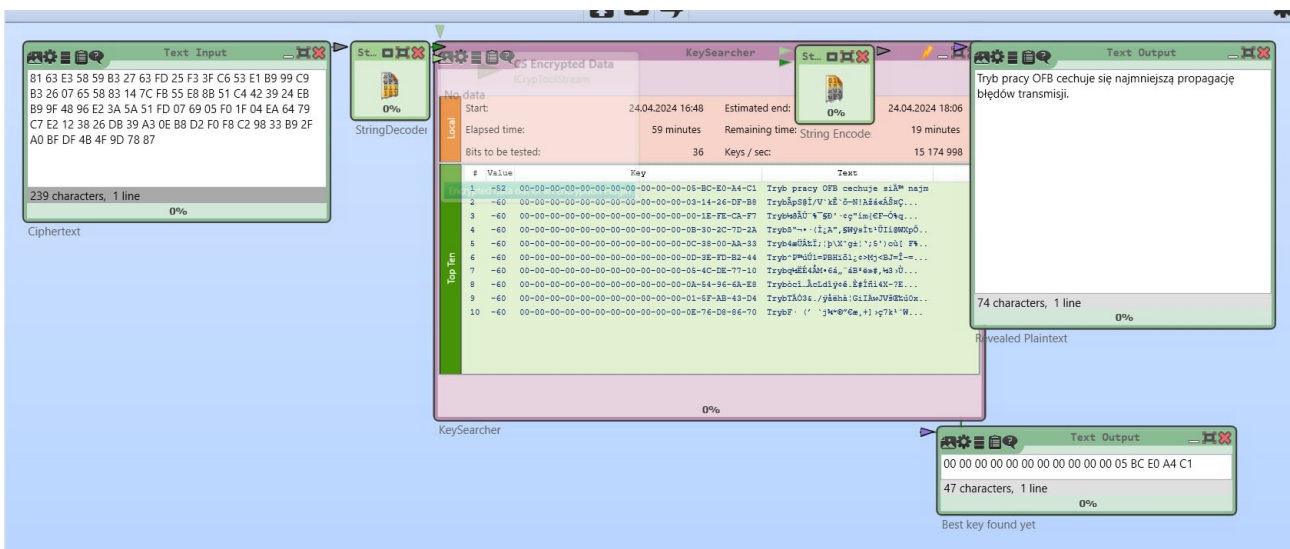 Text Input
81 63 E3 58 59 B3 27 63 FD 25 F3 3F C6 53 E1 B9 99 C9
B3 26 07 65 58 83 14 7C FB 55 E8 8B 51 C4 42 39 24 EB
B9 9F 48 96 E2 3A 5A 51 FD 07 69 05 F0 1F 04 EA 64 79
C7 E2 12 38 26 DB 39 A3 0E B8 D2 F0 F8 C2 98 33 B9 2F
A0 BF DF 4B 4F 9D 78 87
239 characters, 1 line
0%
Ciphertext
St...
0%
StringDecoder
KeySearcher
CS Encrypted Data
ICrypToolStream
No data
Local
Start: 24.04.2024 16:48 Estimated end: 24.04.2024 18:06
Elapsed time: 59 minutes Remaining time: 19 minutes
Bits to be tested: 36 Keys / sec: 15 174 998
St...
0%
String Encode
Top Ten
# Value Key Text
1 -52 00-00-00-00-00-00-00-00-00-00-00-05-BC-E0-A4-C1 Tryb pracy OFB cechuje siÄ™ najm
2 -60 00-00-00-00-00-00-00-00-00-00-00-03-14-26-DF-B8
3 -60 00-00-00-00-00-00-00-00-00-00-00-00-1E-FE-CA-F7
4 -60 00-00-00-00-00-00-00-00-00-00-00-0B-30-2C-7D-2A
5 -60 00-00-00-00-00-00-00-00-00-00-00-0C-38-00-AA-33
6 -60 00-00-00-00-00-00-00-00-00-00-00-0D-3E-FD-B2-44
7 -60 00-00-00-00-00-00-00-00-00-00-00-05-4C-DE-77-10
8 -60 00-00-00-00-00-00-00-00-00-00-00-0A-54-96-6A-E8
9 -60 00-00-00-00-00-00-00-00-00-00-00-01-5F-AB-43-D4
10 -60 00-00-00-00-00-00-00-00-00-00-00-0E-76-D8-86-70
0%
KeySearcher
Text Output
Tryb pracy OFB cechuje się najmniejszą propagację
błędów transmisji.
74 characters, 1 line
0%
Revealed Plaintext
Text Output
00 00 00 00 00 00 00 00 00 00 00 05 BC E0 A4 C1
47 characters, 1 line
0%
Best key found yet